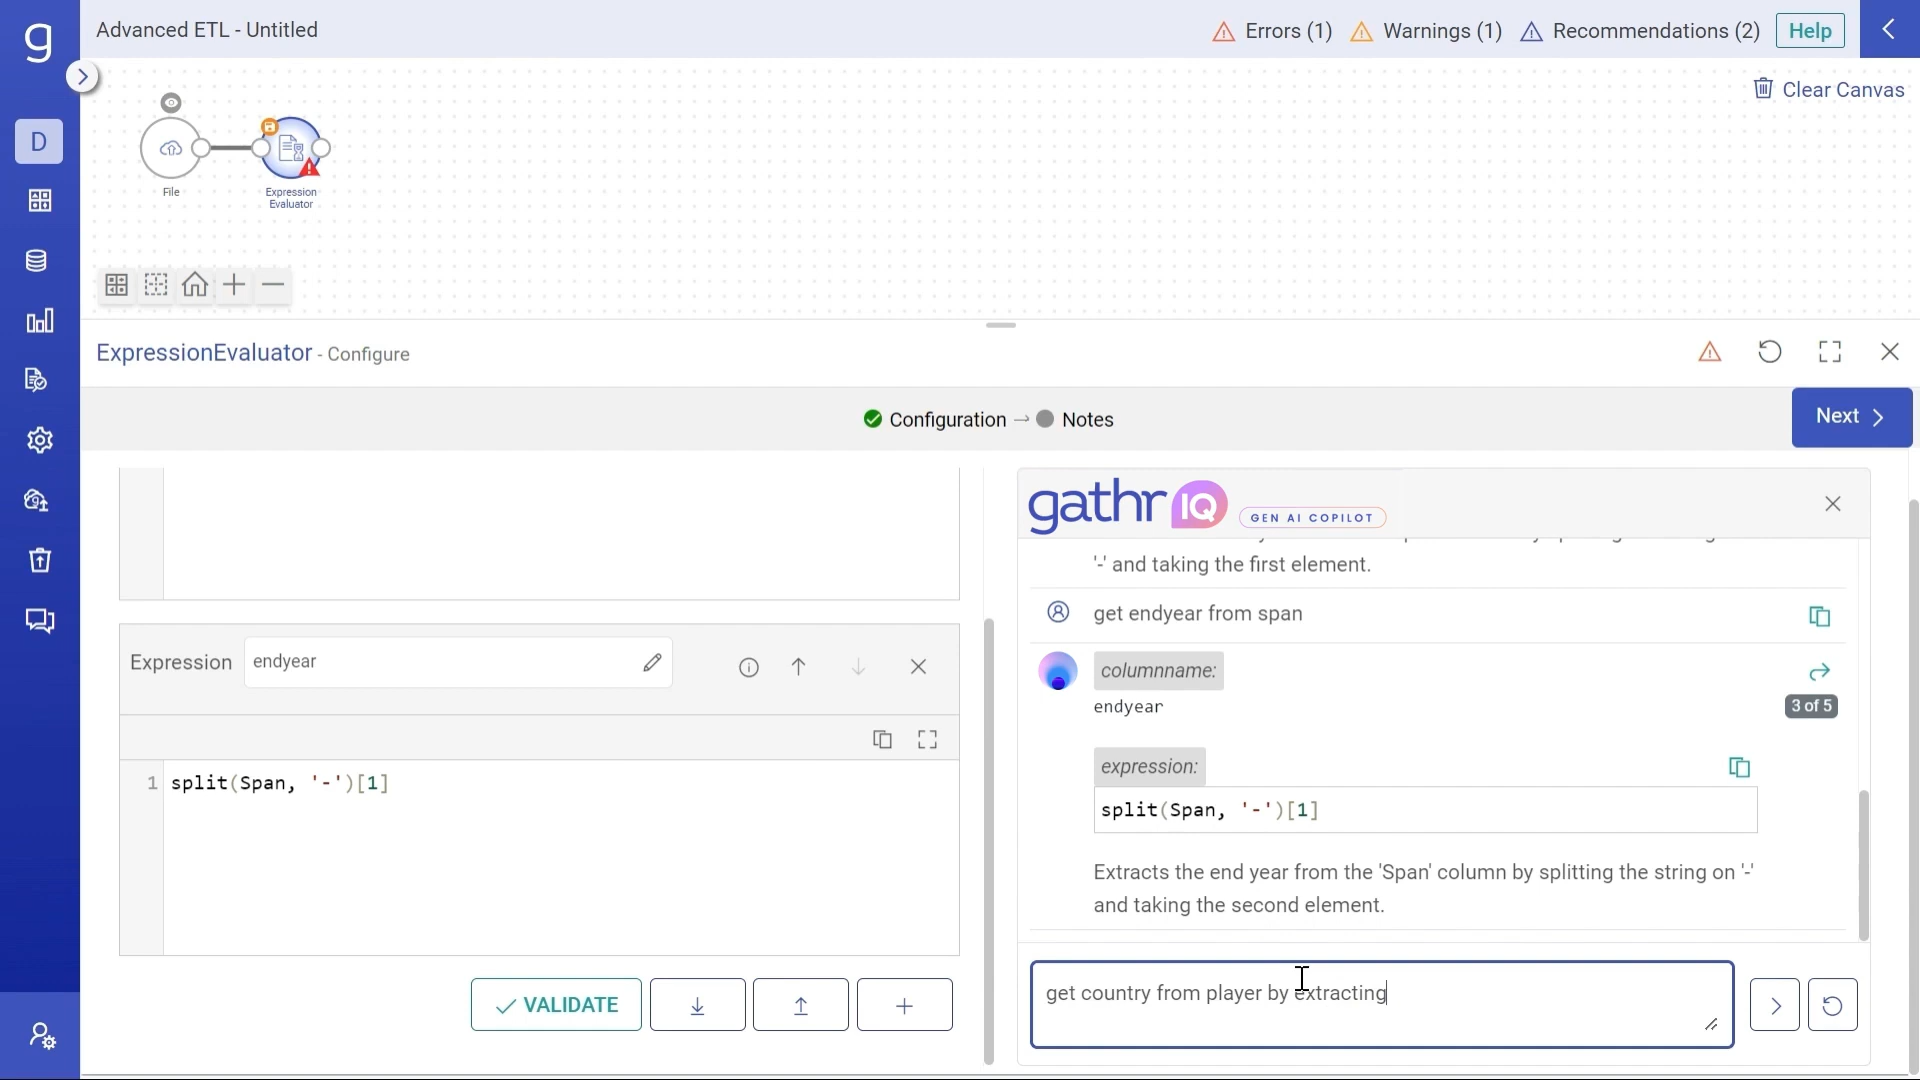 g
Advanced ETL - Untitled
Errors (1)
Warnings (1)
Recommendations (2)
Help
D
Clear Canvas
File
Expression
Evaluator
ExpressionEvaluator - Configure
Configuration → Notes
Next
Expression
endyear
1 split(Span, '-')[1]
VALIDATE
gathr IQ
GEN AI COPILOT
'-' and taking the first element.
get endyear from span
columnname:
endyear
3 of 5
expression:
split(Span, '-')[1]
Extracts the end year from the 'Span' column by splitting the string on '-'
and taking the second element.
get country from player by extracting